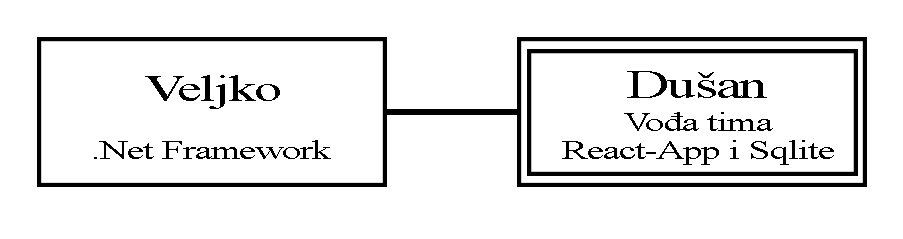 Veljko
.Net Framework
Dušan
Vođa tima
React-App i Sqlite